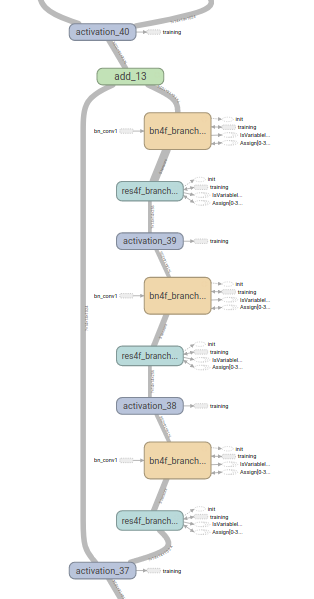 activation_40
training
add_13
bn4f_branch...
bn_conv1
init
training
IsVariableI...
Assign[0-3...
res4f_branch...
init
training
IsVariableI...
Assign[0-3...
activation_39
training
bn4f_branch...
bn_conv1
init
training
IsVariableI...
Assign[0-3...
res4f_branch...
init
training
IsVariableI...
Assign[0-3...
activation_38
training
bn4f_branch...
bn_conv1
init
training
IsVariableI...
Assign[0-3...
res4f_branch...
init
training
IsVariableI...
Assign[0-3...
activation_37
training